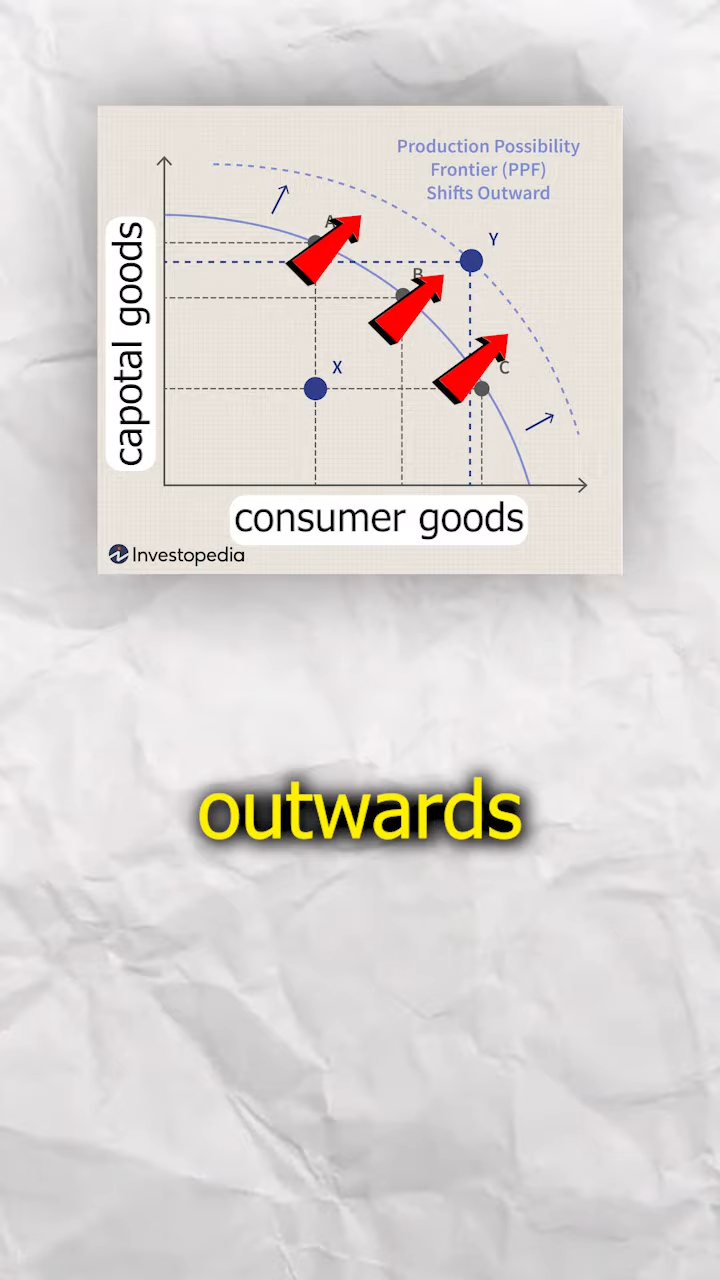 Production Possibility
Frontier (PPF)
Shifts Outward
A
Y
B
X
C
capotal goods
consumer goods
Investopedia
outwards